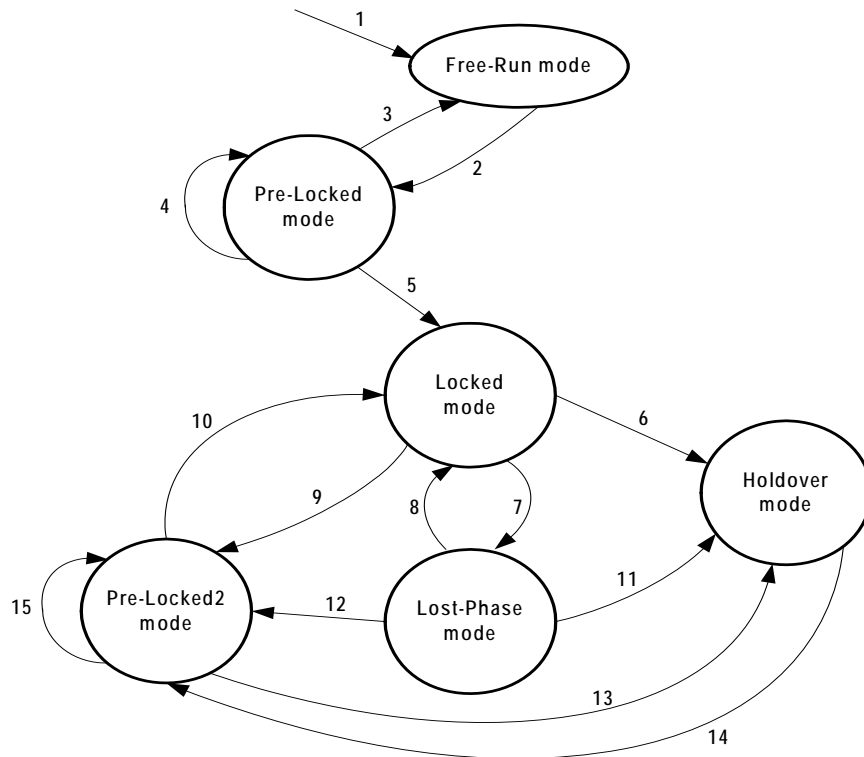 1
Free-Run mode
3
2
Pre-Locked
mode
4
5
Locked
mode
10
6
Holdover
mode
9
8
7
11
Pre-Locked2
mode
15
12
Lost-Phase
mode
13
14